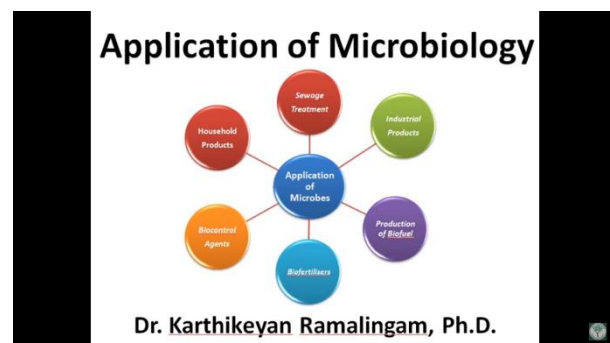 Application of Microbiology
Sewage
Treatment
Industrial
Products
Household
Products
Application
of
Microbes
Production
of Biofuel
Biocontrol
Agents
Biofertilisers
Dr. Karthikeyan Ramalingam, Ph.D.